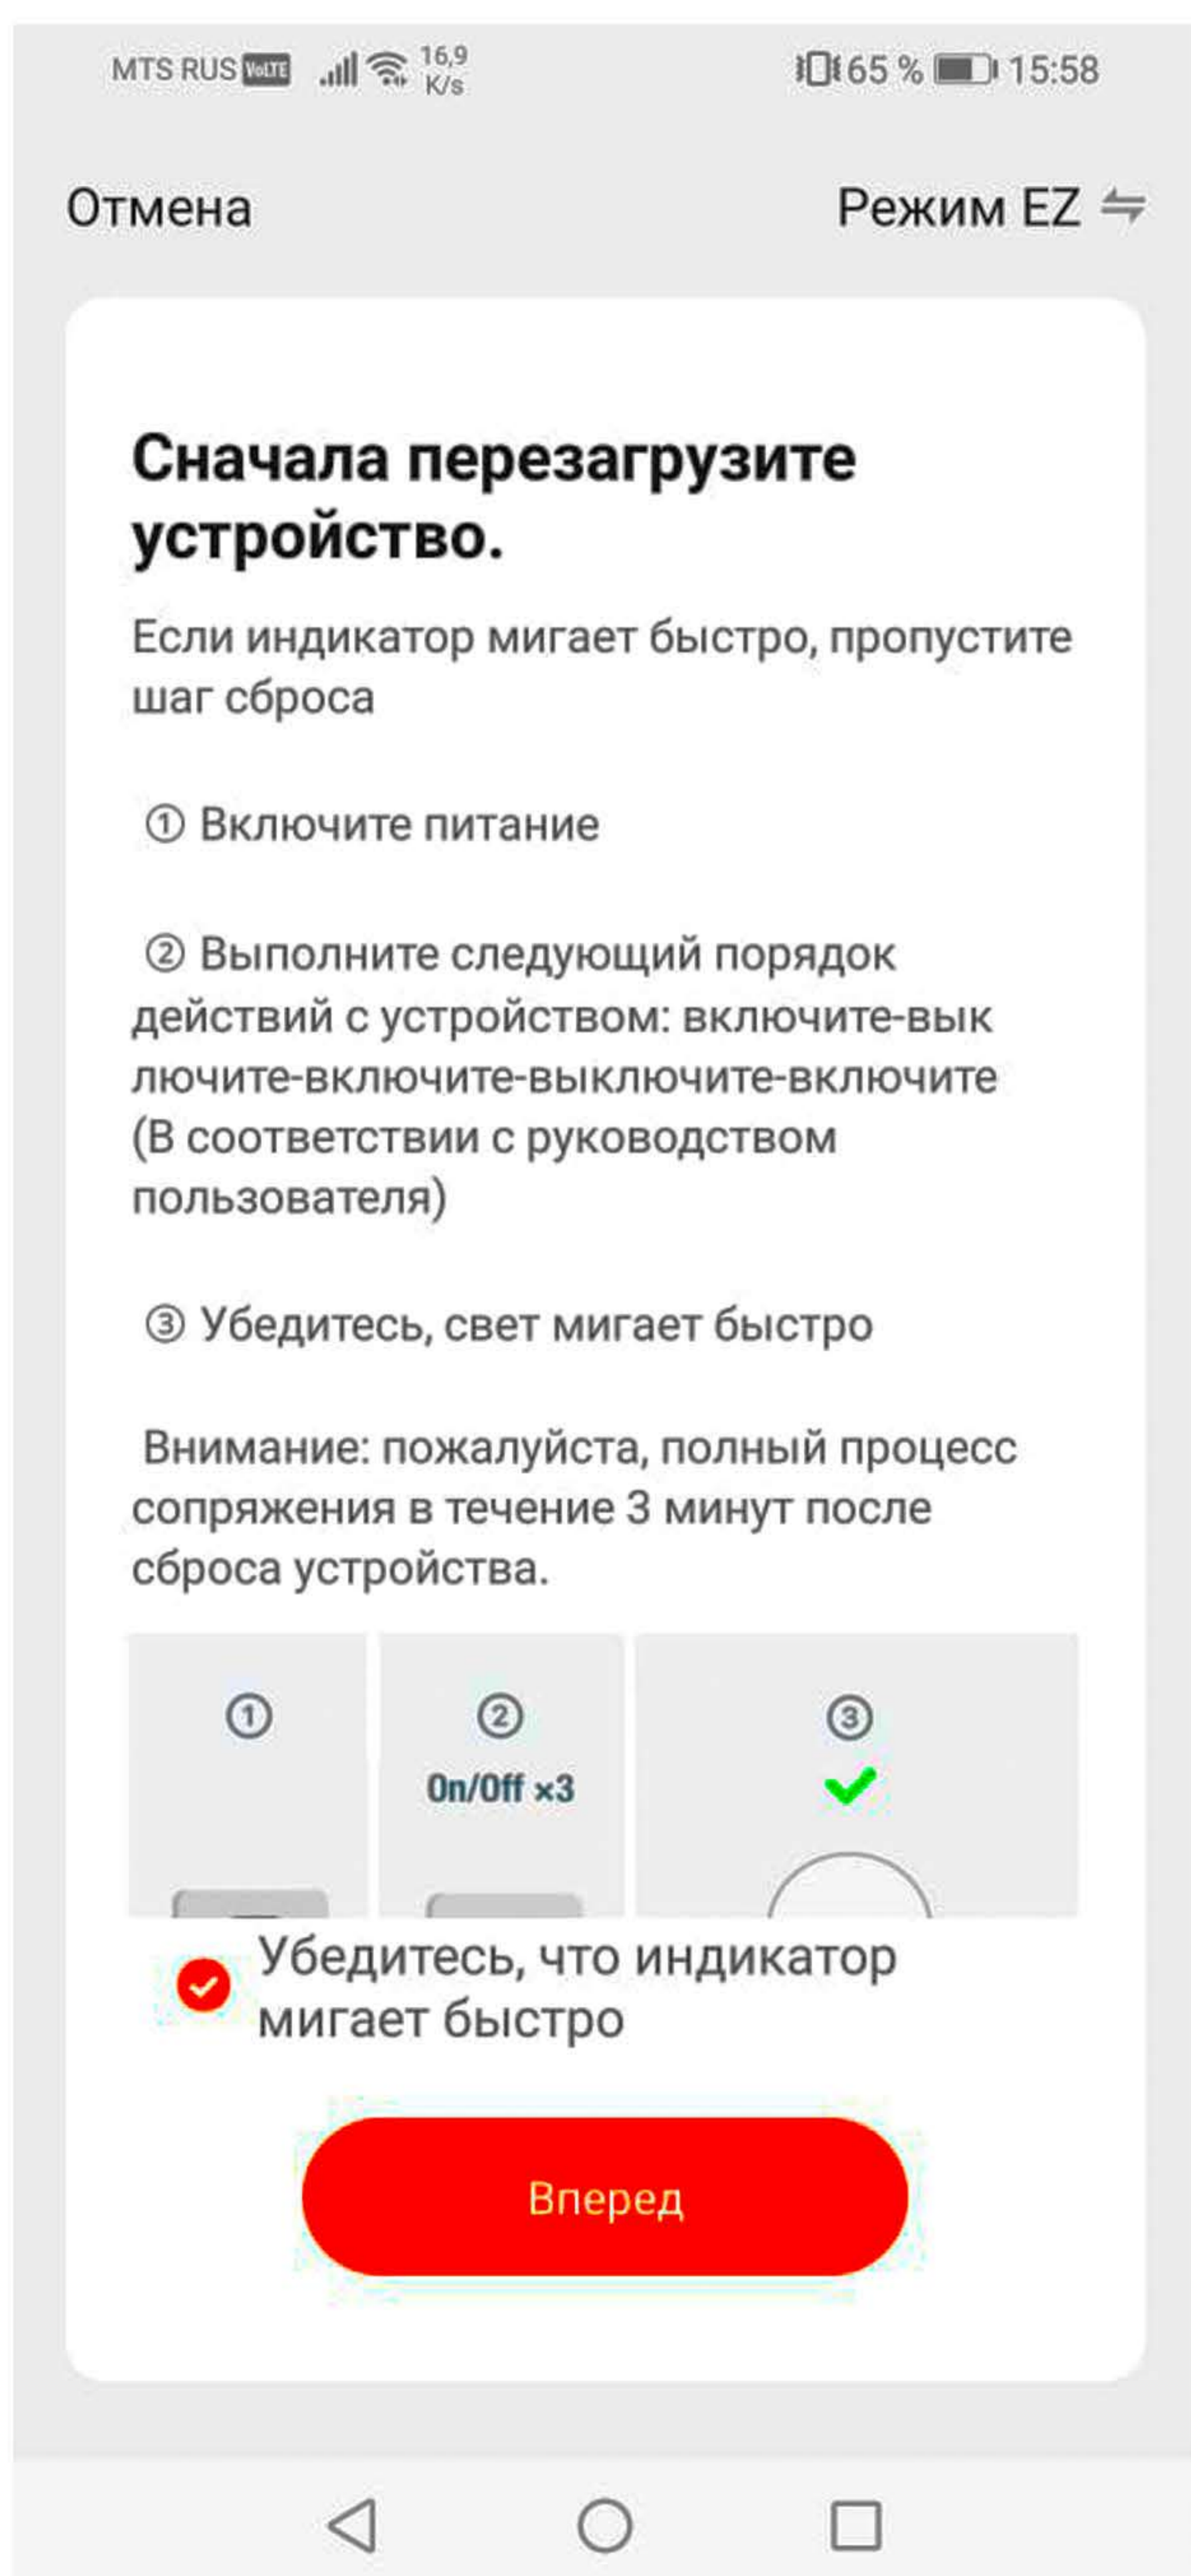 MTS RUS VoLTE 16,9 K/s 65 % 15:58
Отмена Режим EZ
Сначала перезагрузите
устройство.
Если индикатор мигает быстро, пропустите
шаг сброса
① Включите питание
② Выполните следующий порядок
действий с устройством: включите-вык
лючите-включите-выключите-включите
(В соответствии с руководством
пользователя)
③ Убедитесь, свет мигает быстро
Внимание: пожалуйста, полный процесс
сопряжения в течение 3 минут после
сброса устройства.
① ② ③
On/Off ×3
Убедитесь, что индикатор
мигает быстро
Вперед